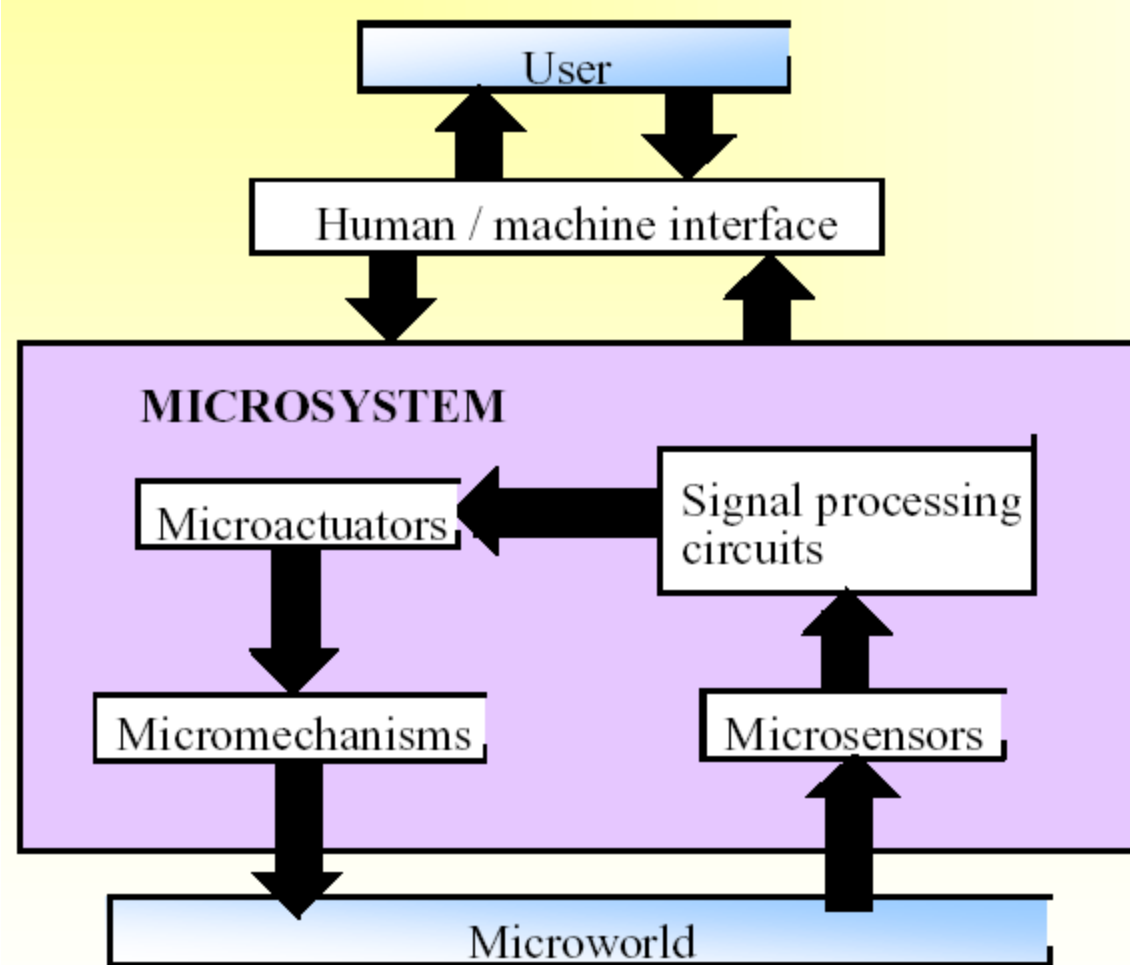 User
Human / machine interface
MICROSYSTEM
Microactuators
Signal processing
circuits
Micromechanisms
Microsensors
Microworld